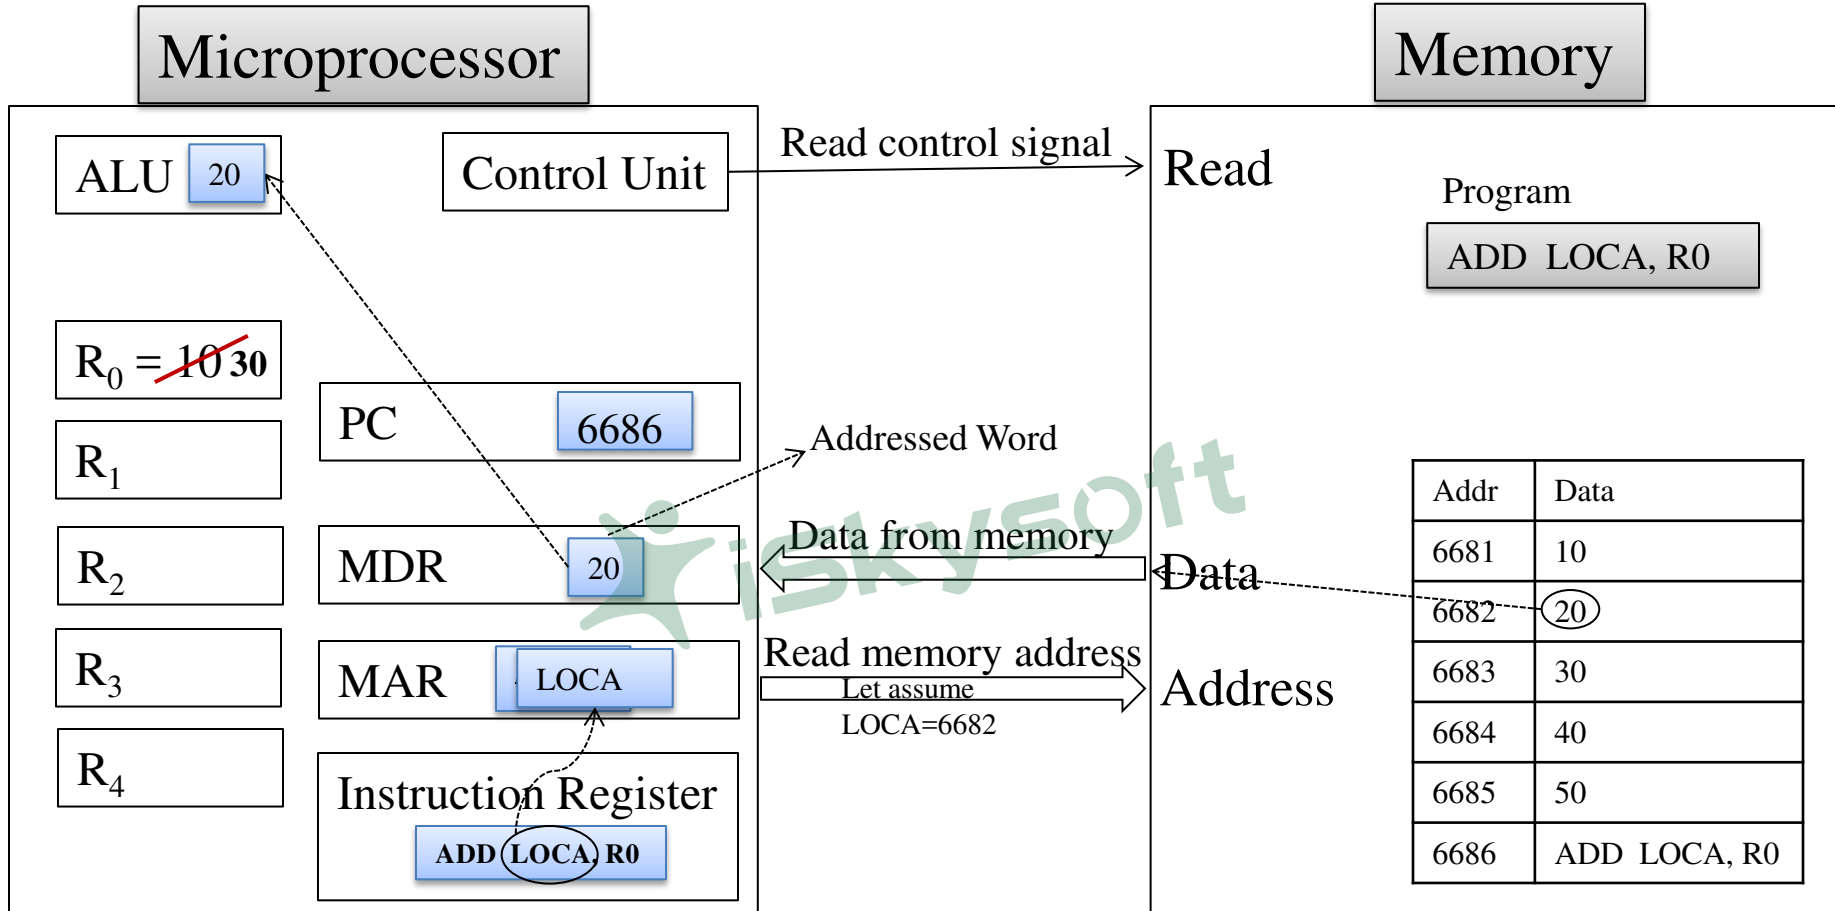 Microprocessor
Memory
ALU
20
Control Unit
Read control signal
Read
Program
ADD LOCA, R0
R0 = 10 30
PC
6686
R1
Addressed Word
R2
MDR
20
Data from memory
Data
iSkysoft
R3
MAR
LOCA
Read memory address
Let assume
LOCA=6682
Address
R4
Instruction Register
ADD LOCA, R0
Addr Data
6681 10
6682 20
6683 30
6684 40
6685 50
6686 ADD LOCA, R0